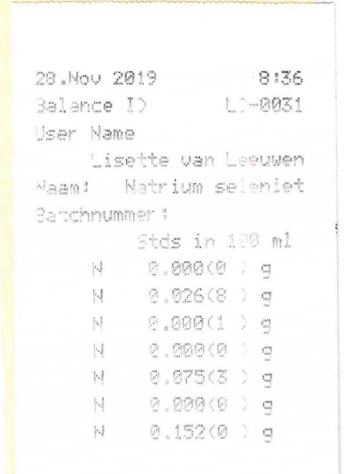 28.Nov 2019 8:36
Balance ID LI-0031
User Name
Lisette van Leeuwen
Naam: Natrium seleniet
Batchnummer:
Stds in 100 ml
N 0.000(0 ) g
N 0.026(8 ) g
N 0.000(1 ) g
N 0.000(0 ) g
N 0.075(3 ) g
N 0.000(0 ) g
N 0.152(0 ) g